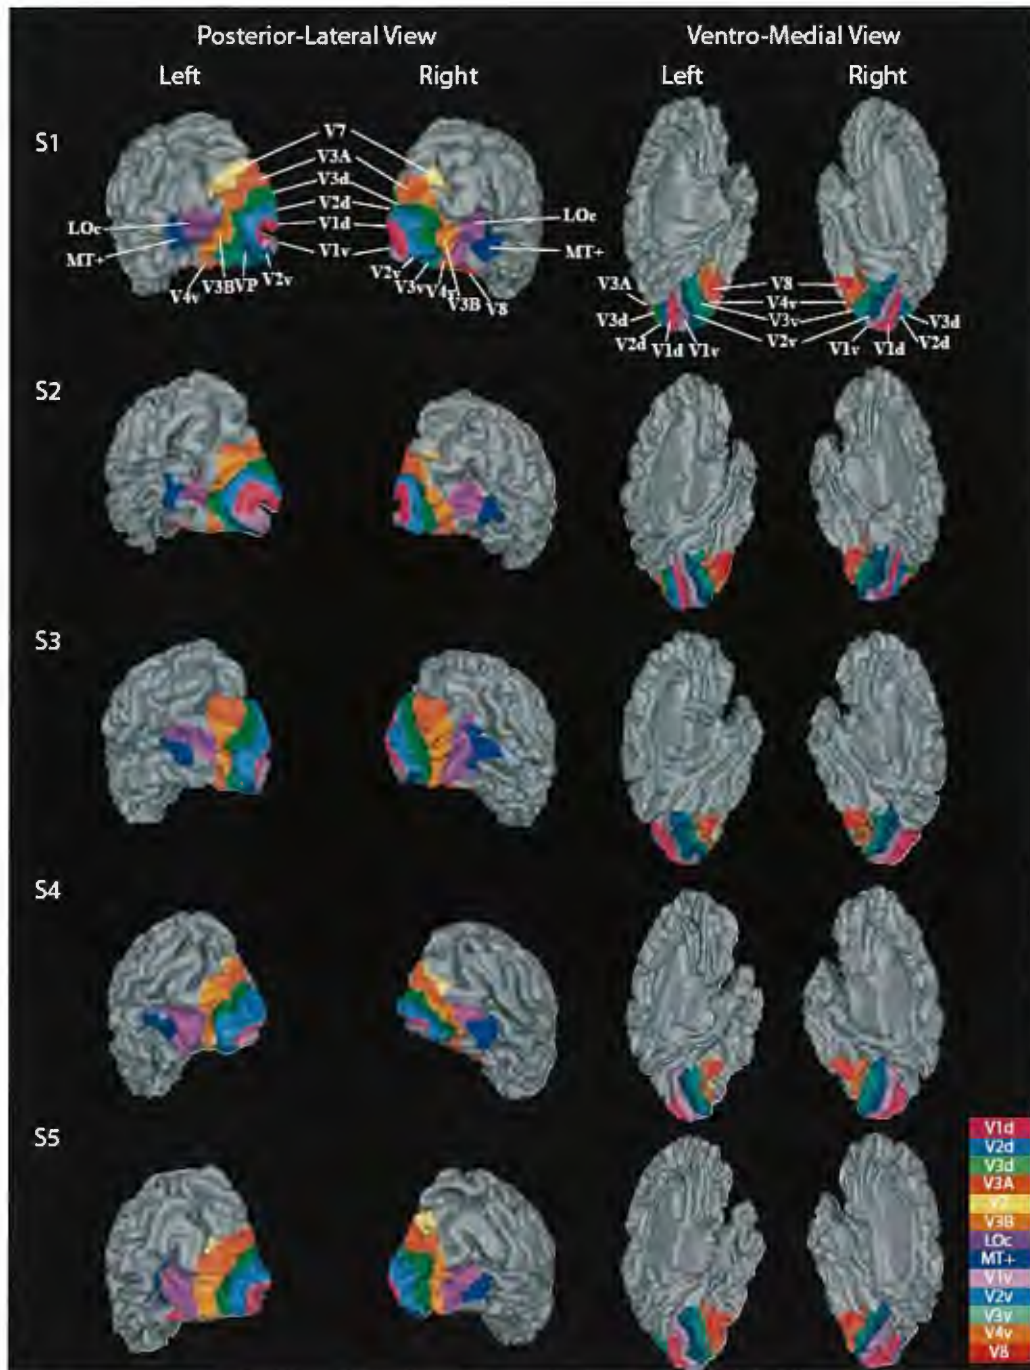 Posterior-Lateral View
Ventro-Medial View
Left
Right
Left
Right
S1
V7
V3A
V3d
V2d
V1d
V1v
LOc
MT+
V4v
V3B
VP
V2v
LOc
MT+
V2v
V3v
V4v
V3B
V8
V3A
V3d
V2d
V1d
V1v
V8
V4v
V3v
V2v
V1v
V1d
V2d
V3d
S2
S3
S4
S5
V1d
V2d
V3d
V3A
V7
V3B
LOc
MT+
V1v
V2v
V3v
V4v
V8